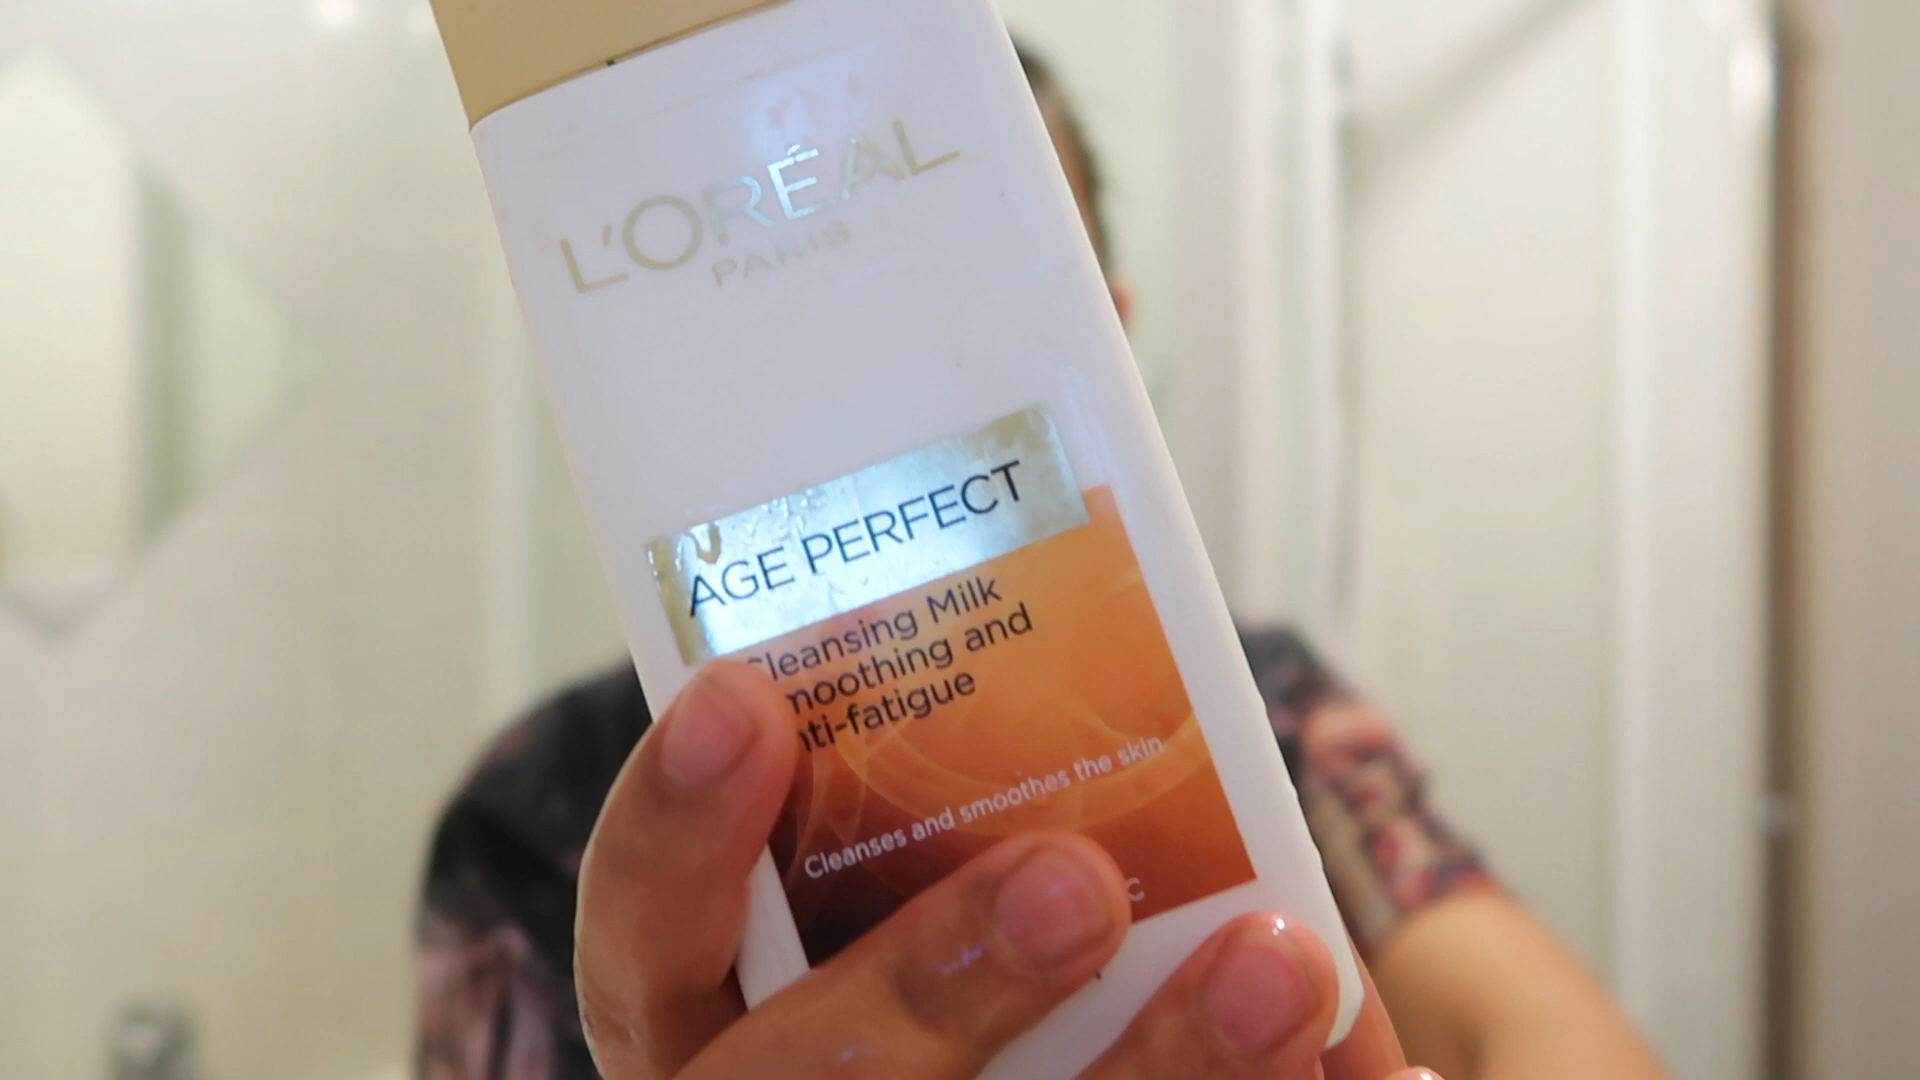 L'ORÉAL
PARIS
AGE PERFECT
Cleansing Milk
moothing and
nti-fatigue
Cleanses and smoothes the skin
C